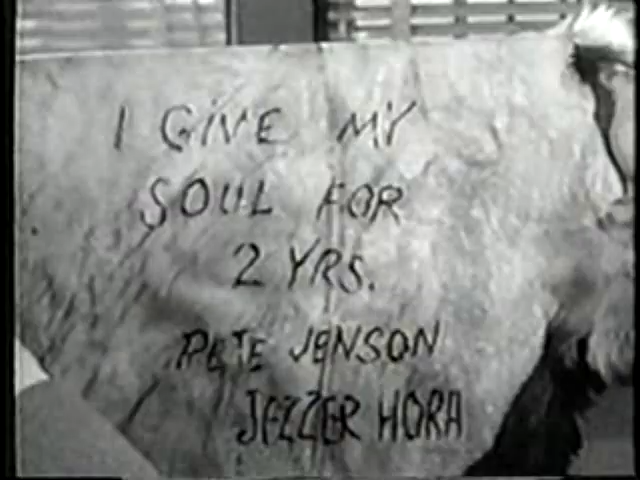 I GIVE MY
SOUL FOR
2 YRS.
PETE JENSON
JEZZER HORA